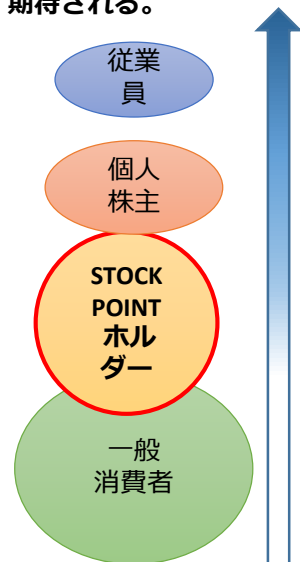 期待される。
従業
員
個人
株主
STOCK
POINT
ホル
ダー
一般
消費者